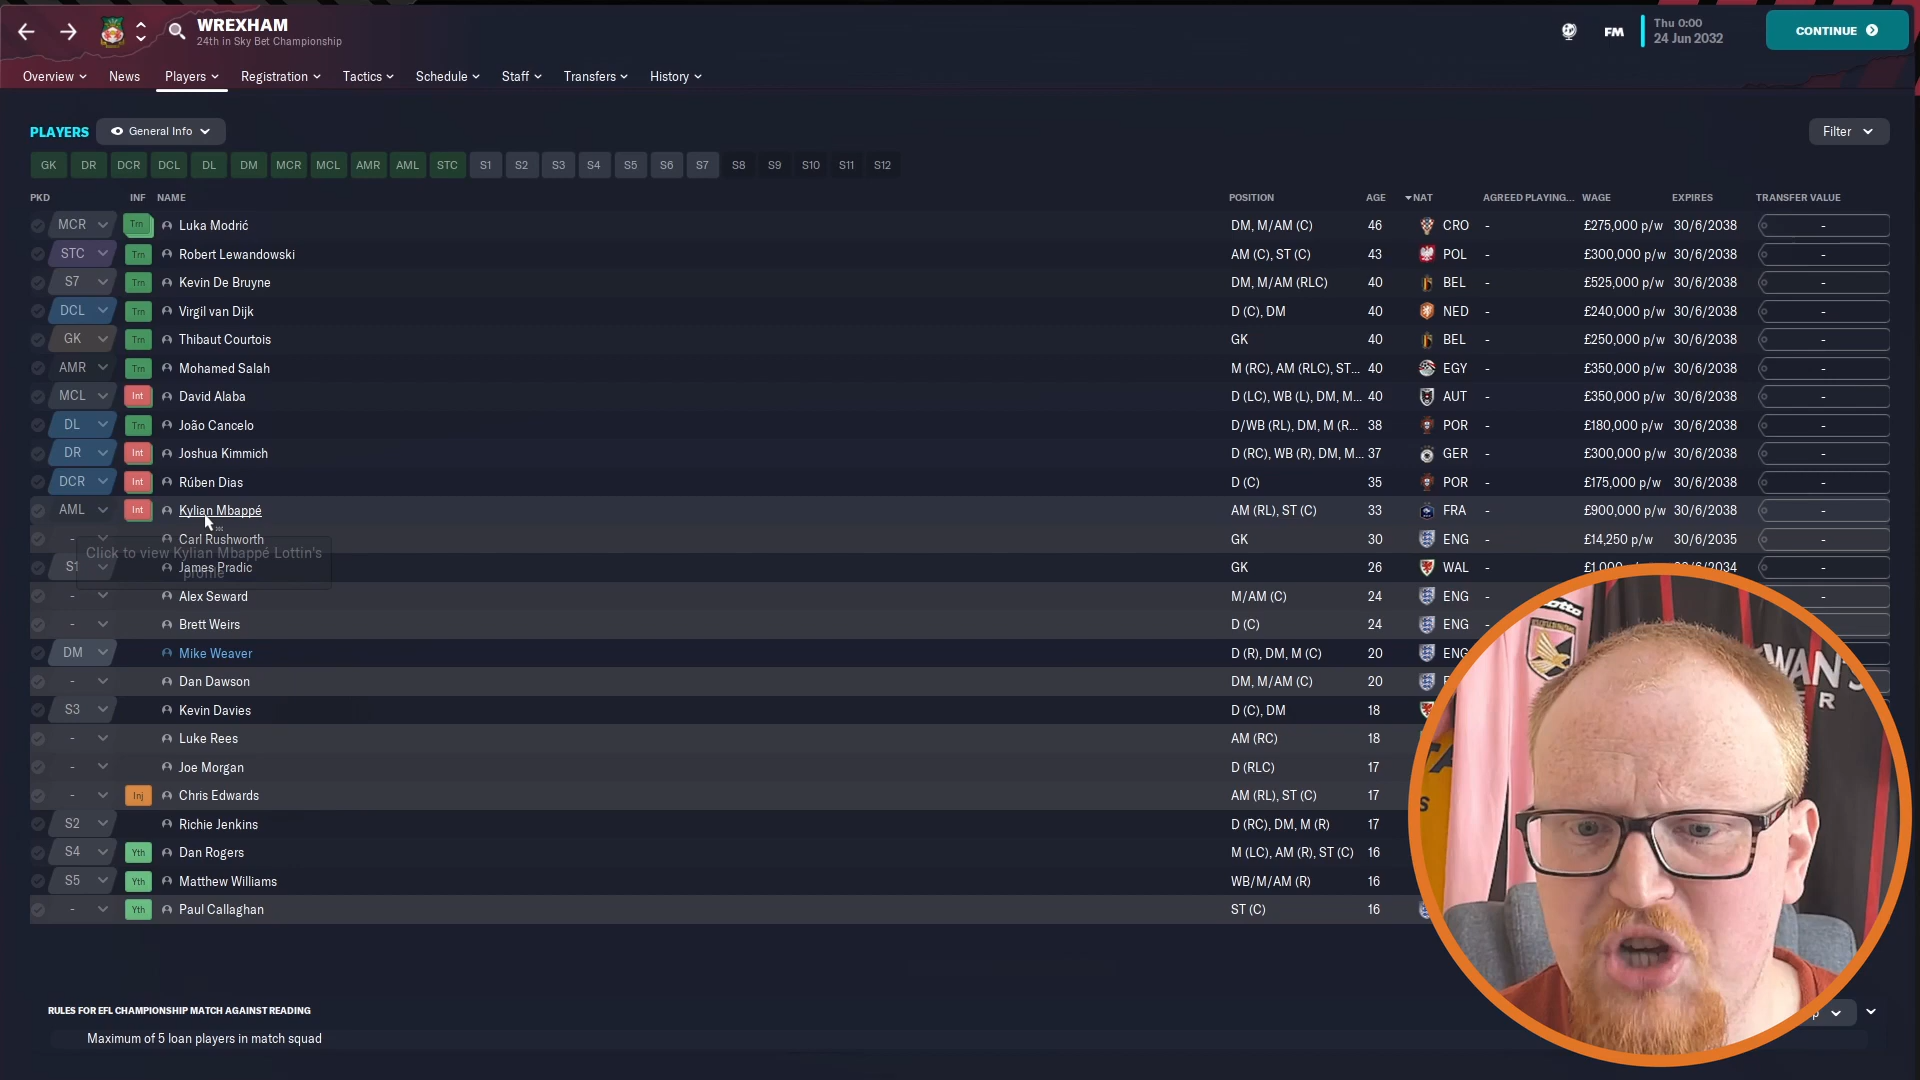 WREXHAM
24th in Sky Bet Championship
FM
Thu 0:00
24 Jun 2032
CONTINUE
Overview News Players Registration Tactics Schedule Staff Transfers History
PLAYERS General Info Filter
GK DR DCR DCL DL DM MCR MCL AMR AML STC S1 S2 S3 S4 S5 S6 S7 S8 S9 S10 S11 S12
PKD INF NAME POSITION AGE NAT AGREED PLAYING... WAGE EXPIRES TRANSFER VALUE
MCR Trn Luka Modrić DM, M/AM (C) 46 CRO - £275,000 p/w 30/6/2038 -
STC Trn Robert Lewandowski AM (C), ST (C) 43 POL - £300,000 p/w 30/6/2038 -
S7 Trn Kevin De Bruyne DM, M/AM (RLC) 40 BEL - £525,000 p/w 30/6/2038 -
DCL Trn Virgil van Dijk D (C), DM 40 NED - £240,000 p/w 30/6/2038 -
GK Trn Thibaut Courtois GK 40 BEL - £250,000 p/w 30/6/2038 -
AMR Trn Mohamed Salah M (RC), AM (RLC), ST... 40 EGY - £350,000 p/w 30/6/2038 -
MCL Int David Alaba D (LC), WB (L), DM, M... 40 AUT - £350,000 p/w 30/6/2038 -
DL Trn João Cancelo D/WB (RL), DM, M (R... 38 POR - £180,000 p/w 30/6/2038 -
DR Int Joshua Kimmich D (RC), WB (R), DM, M... 37 GER - £300,000 p/w 30/6/2038 -
DCR Int Rúben Dias D (C) 35 POR - £175,000 p/w 30/6/2038 -
AML Int Kylian Mbappé AM (RL), ST (C) 33 FRA - £900,000 p/w 30/6/2038 -
- Carl Rushworth GK 30 ENG - £14,250 p/w 30/6/2035 -
Click to view Kylian Mbappé Lottin's
profile
S1 James Pradic GK 26 WAL - -
- Alex Seward M/AM (C) 24 ENG - -
- Brett Weirs D (C) 24 ENG -
DM Mike Weaver D (R), DM, M (C) 20 ENG
- Dan Dawson DM, M/AM (C) 20
S3 Kevin Davies D (C), DM 18
- Luke Rees AM (RC) 18
- Joe Morgan D (RLC) 17
- Inj Chris Edwards AM (RL), ST (C) 17
S2 Richie Jenkins D (RC), DM, M (R) 17
S4 Yth Dan Rogers M (LC), AM (R), ST (C) 16
S5 Yth Matthew Williams WB/M/AM (R) 16
- Yth Paul Callaghan ST (C) 16
RULES FOR EFL CHAMPIONSHIP MATCH AGAINST READING
Maximum of 5 loan players in match squad